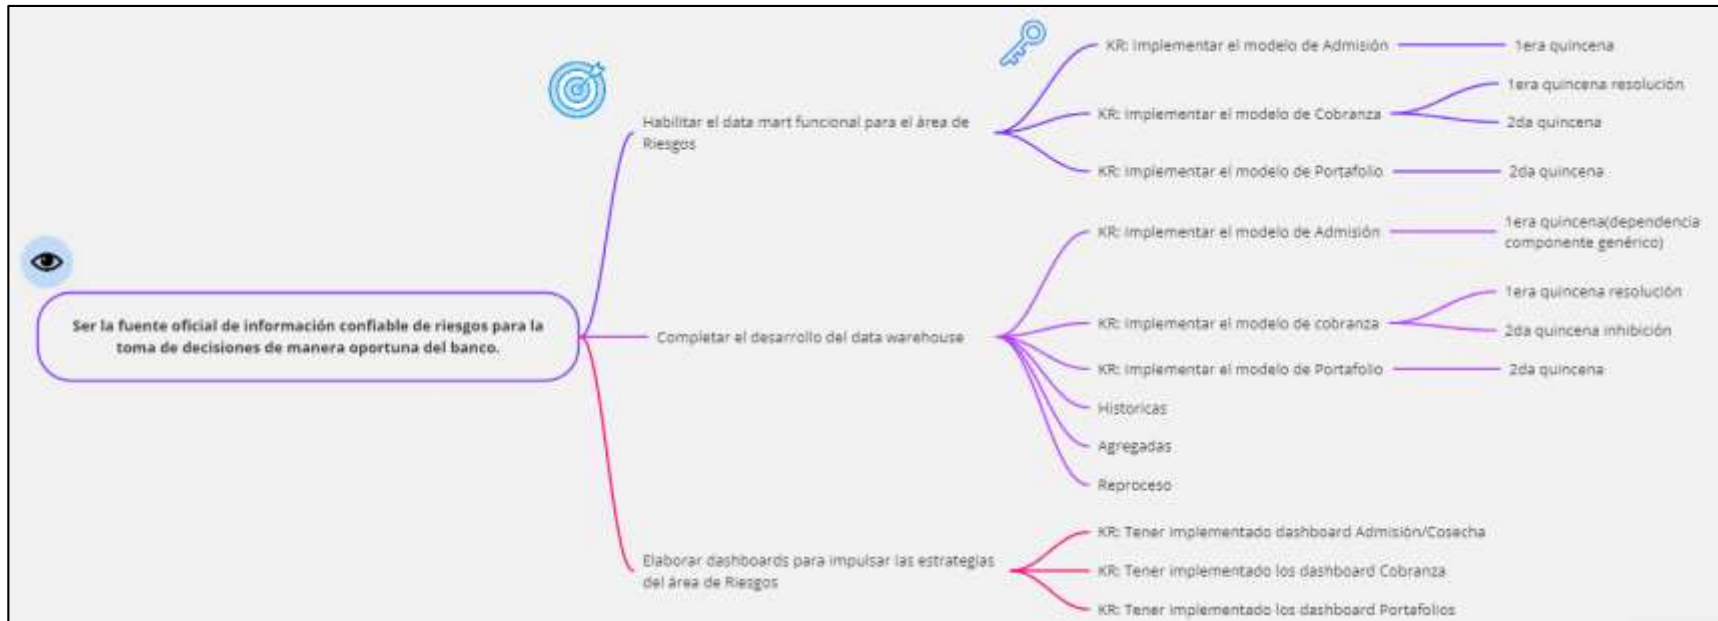 Ser la fuente oficial de información confiable de riesgos para la
toma de decisiones de manera oportuna del banco.
Habilitar el data mart funcional para el área de
Riesgos
KR: Implementar el modelo de Admisión
1era quincena
KR: Implementar el modelo de Cobranza
1era quincena resolución
2da quincena
KR: Implementar el modelo de Portafolio
2da quincena
Completar el desarrollo del data warehouse
KR: Implementar el modelo de Admisión
1era quincena(dependencia
componente genérico)
KR: Implementar el modelo de cobranza
1era quincena resolución
2da quincena inhibición
KR: Implementar el modelo de Portafolio
2da quincena
Historicas
Agregadas
Reproceso
Elaborar dashboards para impulsar las estrategias
del área de Riesgos
KR: Tener implementado dashboard Admisión/Cosecha
KR: Tener implementado los dashboard Cobranza
KR: Tener implementado los dashboard Portafolios